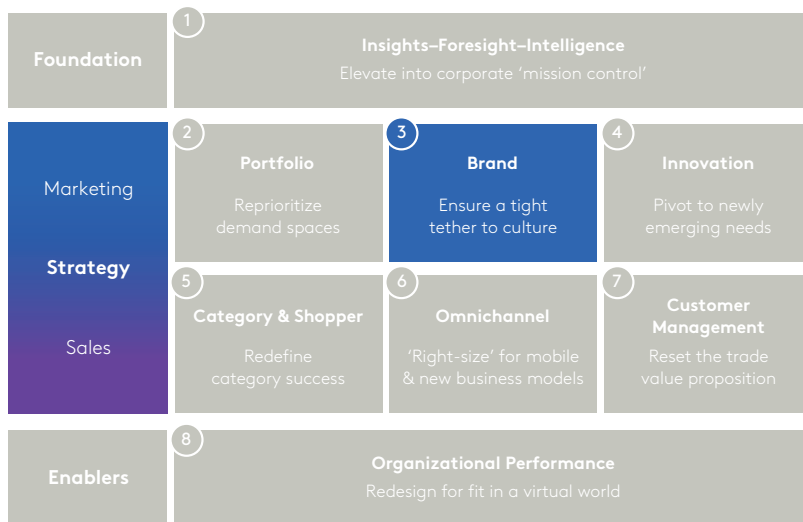 Foundation
1
Insights–Foresight–Intelligence
Elevate into corporate ‘mission control’
Marketing
Strategy
Sales
2
Portfolio
Reprioritize
demand spaces
3
Brand
Ensure a tight
tether to culture
4
Innovation
Pivot to newly
emerging needs
5
Category & Shopper
Redefine
category success
6
Omnichannel
‘Right-size’ for mobile
& new business models
7
Customer
Management
Reset the trade
value proposition
Enablers
8
Organizational Performance
Redesign for fit in a virtual world